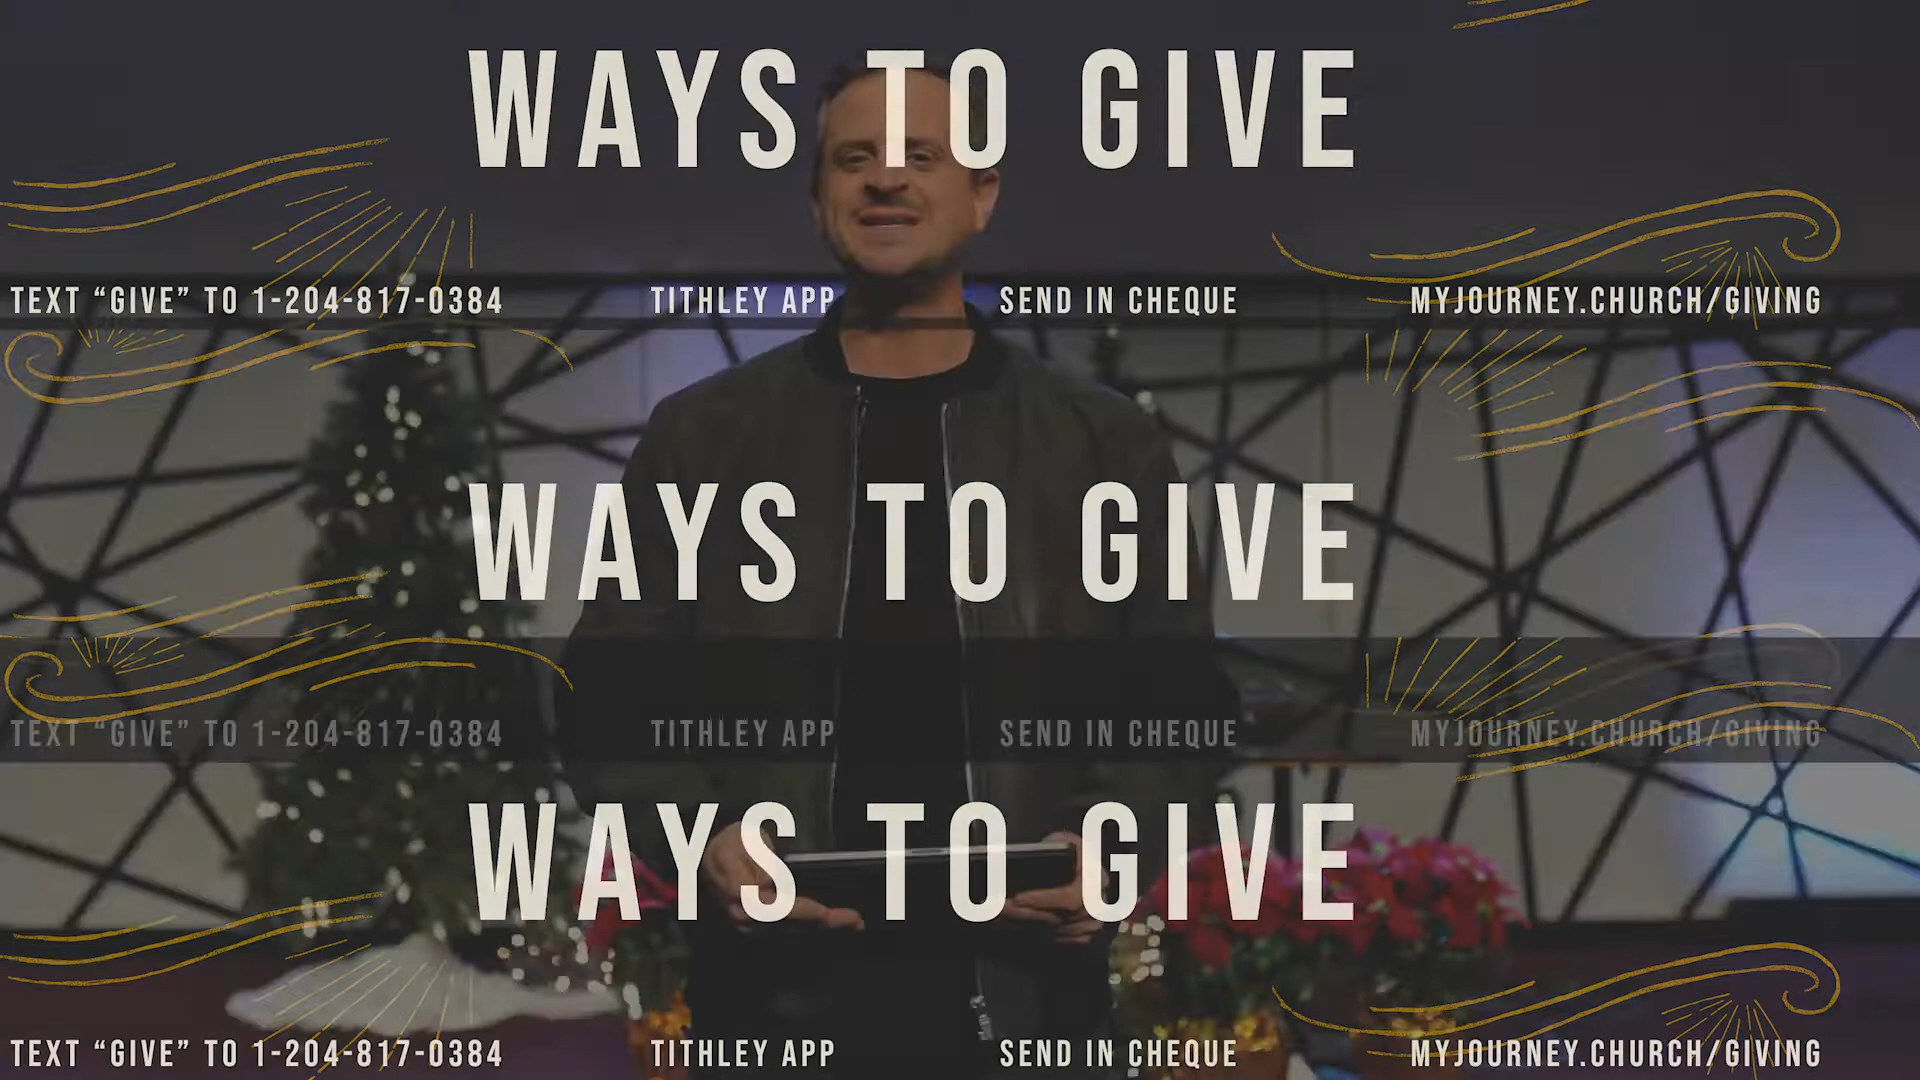 WAYS TO GIVE
TEXT “GIVE” TO 1-204-817-0384 TITHLEY APP SEND IN CHEQUE MYJOURNEY.CHURCH/GIVING
WAYS TO GIVE
TEXT “GIVE” TO 1-204-817-0384 TITHLEY APP SEND IN CHEQUE MYJOURNEY.CHURCH/GIVING
WAYS TO GIVE
TEXT “GIVE” TO 1-204-817-0384 TITHLEY APP SEND IN CHEQUE MYJOURNEY.CHURCH/GIVING